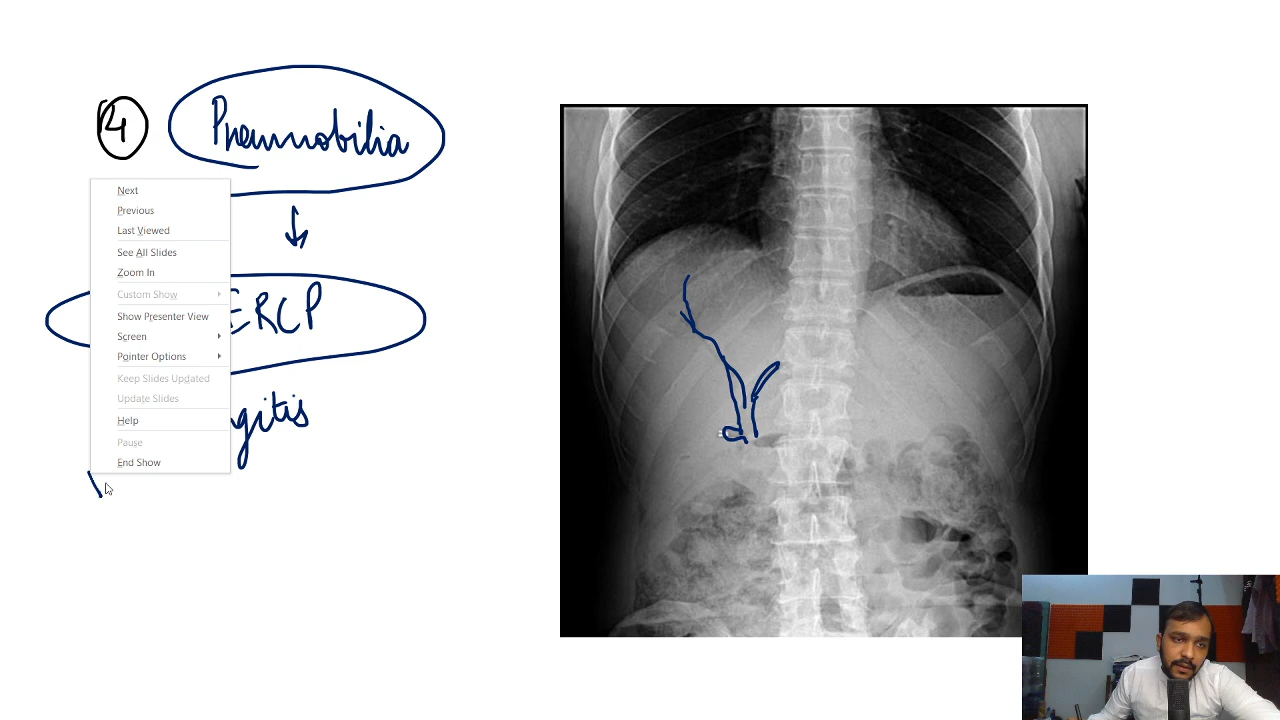 R4
Pneumobilia
Next
Previous
Last Viewed
See All Slides
Zoom In
Custom Show
Show Presenter View
Screen
Pointer Options
Keep Slides Updated
Update Slides
Help
Pause
End Show
ERCP
gitis